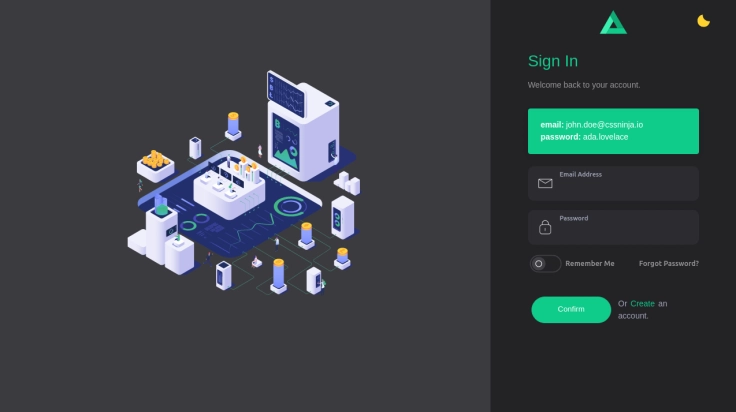 Sign In
Welcome back to your account.
email: john.doe@cssninja.io
password: ada.lovelace
Email Address
Password
Remember Me
Forgot Password?
Confirm
Or Create an
account.